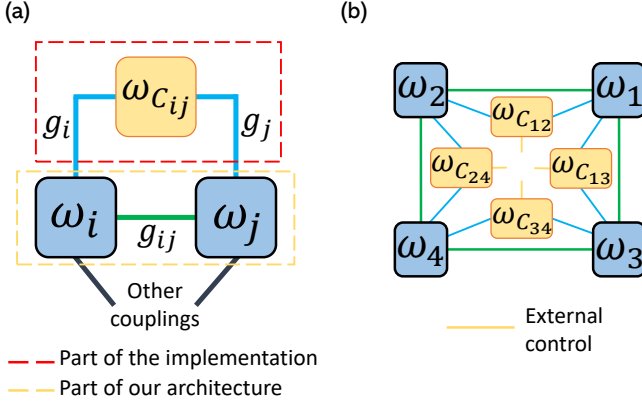 (a)
ω_{C_{ij}}
g_i
g_j
ω_i
ω_j
g_{ij}
Other
couplings
Part of the implementation
Part of our architecture
(b)
ω_2
ω_1
ω_{C_{12}}
ω_{C_{24}}
ω_{C_{13}}
ω_{C_{34}}
ω_4
ω_3
External
control